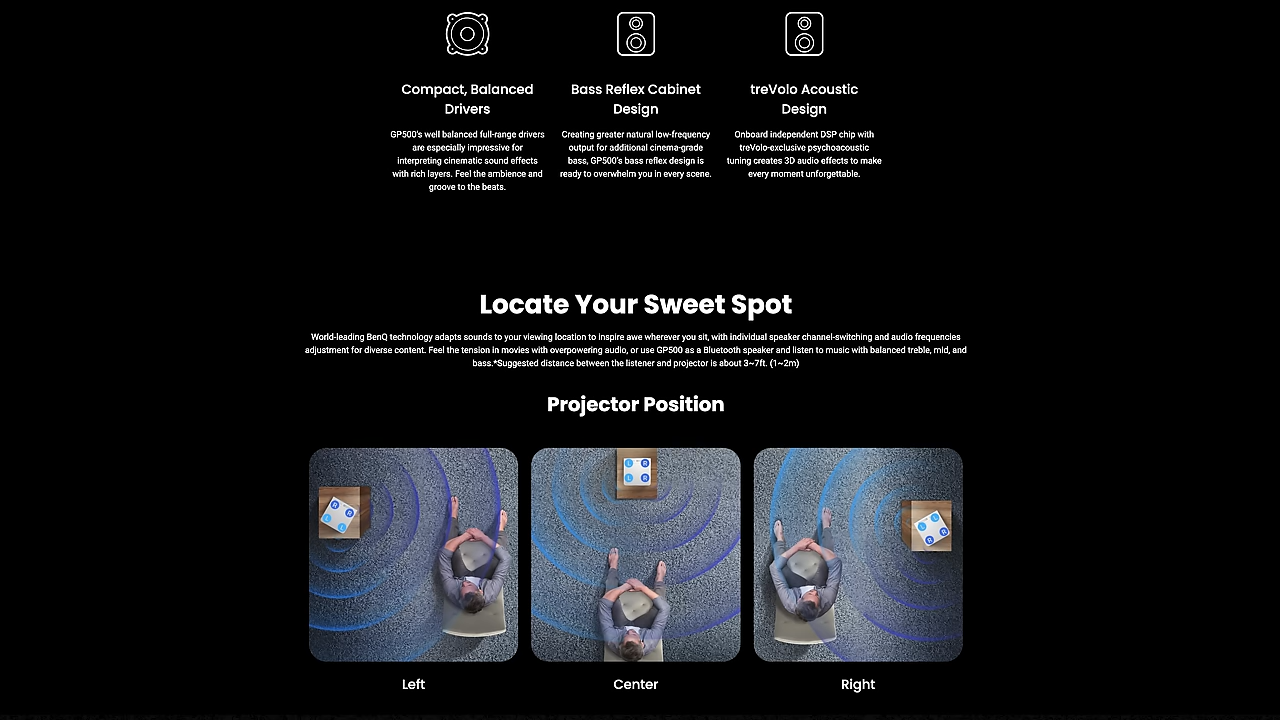 Compact, Balanced
Drivers
GP500's well balanced full-range drivers
are especially impressive for
interpreting cinematic sound effects
with rich layers. Feel the ambience and
groove to the beats.
Bass Reflex Cabinet
Design
Creating greater natural low-frequency
output for additional cinema-grade
bass, GP500's bass reflex design is
ready to overwhelm you in every scene.
treVolo Acoustic
Design
Onboard independent DSP chip with
treVolo-exclusive psychoacoustic
tuning creates 3D audio effects to make
every moment unforgettable.
Locate Your Sweet Spot
World-leading BenQ technology adapts sounds to your viewing location to inspire awe wherever you sit, with individual speaker channel-switching and audio frequencies
adjustment for diverse content. Feel the tension in movies with overpowering audio, or use GP500 as a Bluetooth speaker and listen to music with balanced treble, mid, and
bass.*Suggested distance between the listener and projector is about 3~7ft. (1~2m)
Projector Position
R R
L L
L R
L R
L L
R R
Left
Center
Right